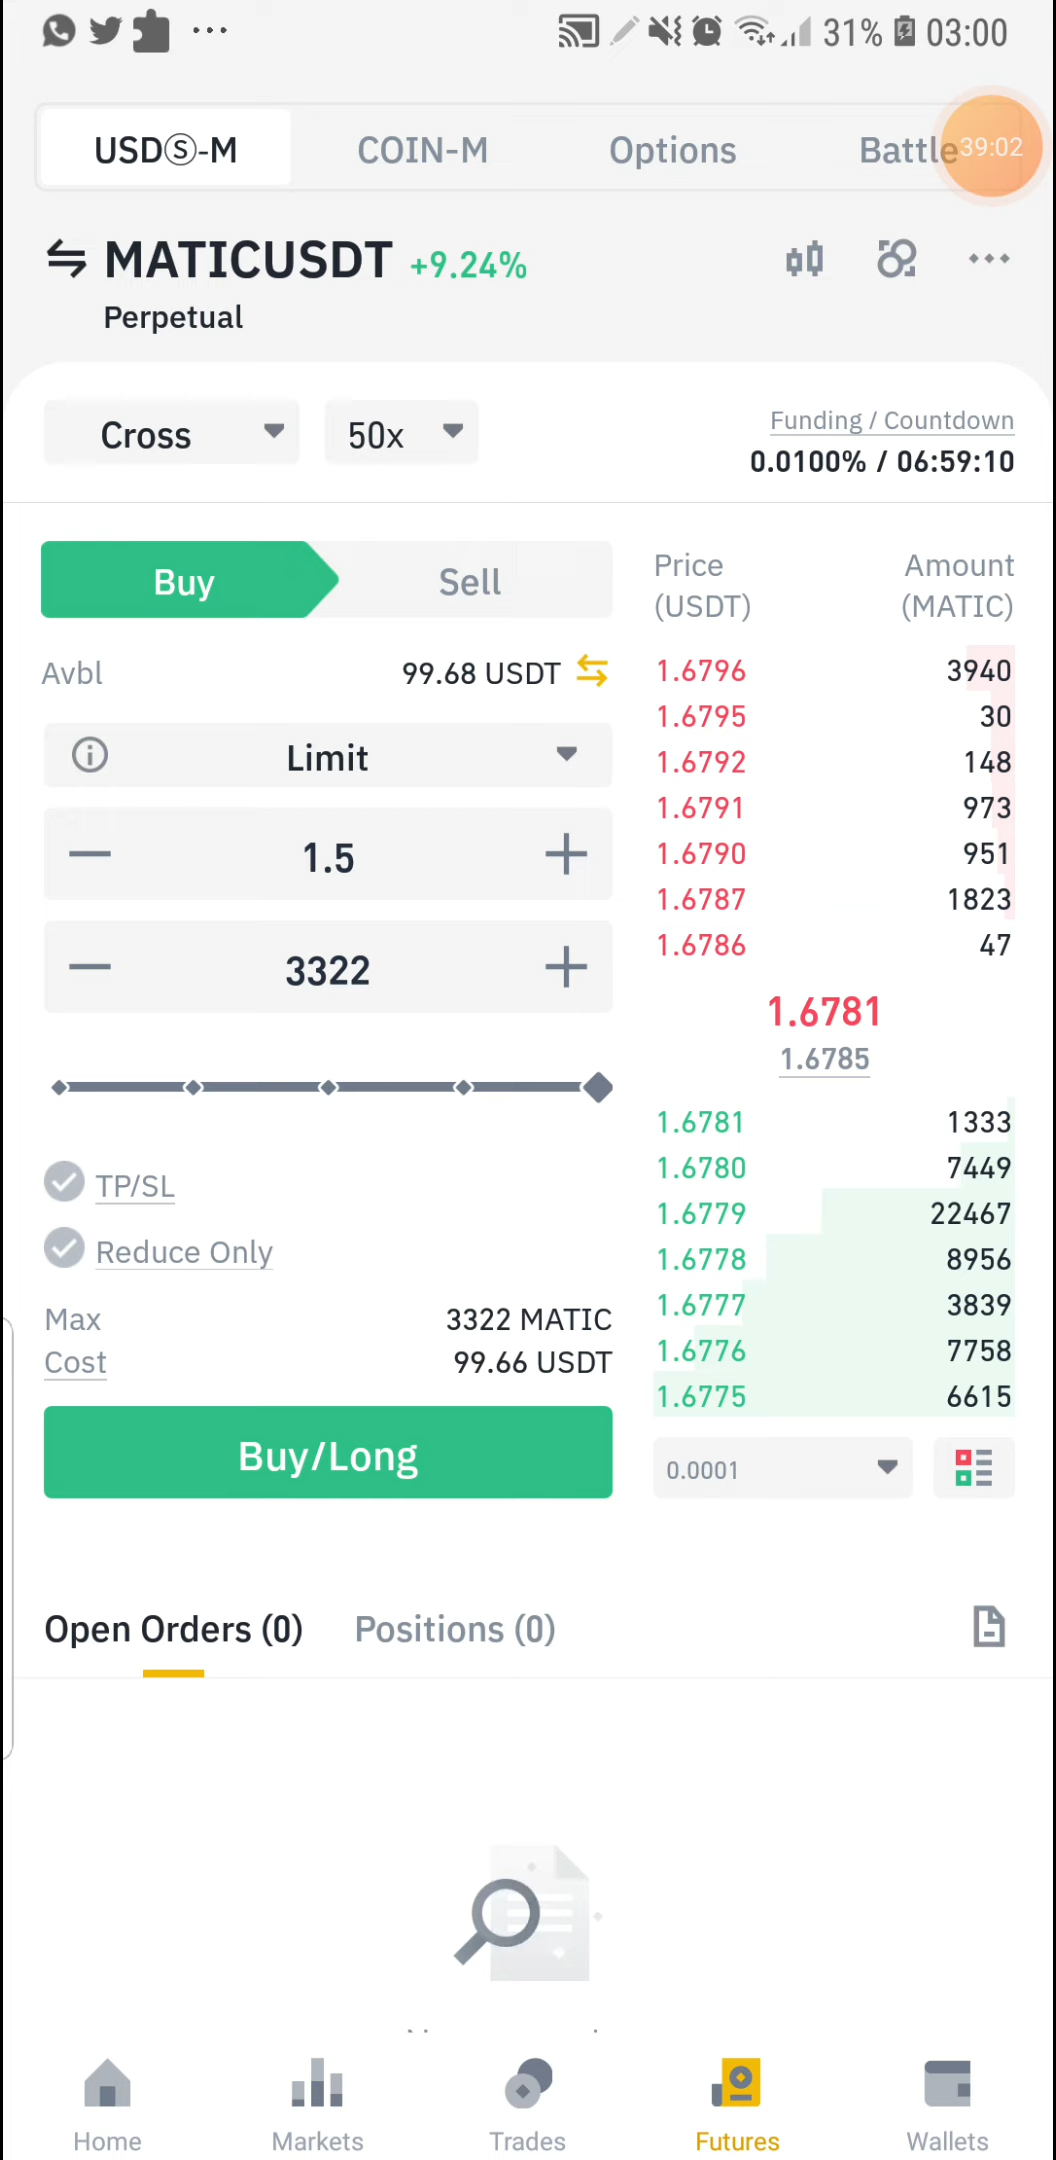 31% 03:00
USDⓈ-M COIN-M Options Battle 39:02
MATICUSDT +9.24%
Perpetual
Cross 50x
Funding / Countdown
0.0100% / 06:59:10
Buy Sell
Avbl 99.68 USDT
Limit
1.5
3322
TP/SL
Reduce Only
Max 3322 MATIC
Cost 99.66 USDT
Buy/Long
Price Amount
(USDT) (MATIC)
1.6796 3940
1.6795 30
1.6792 148
1.6791 973
1.6790 951
1.6787 1823
1.6786 47
1.6781
1.6785
1.6781 1333
1.6780 7449
1.6779 22467
1.6778 8956
1.6777 3839
1.6776 7758
1.6775 6615
0.0001
Open Orders (0) Positions (0)
Home Markets Trades Futures Wallets